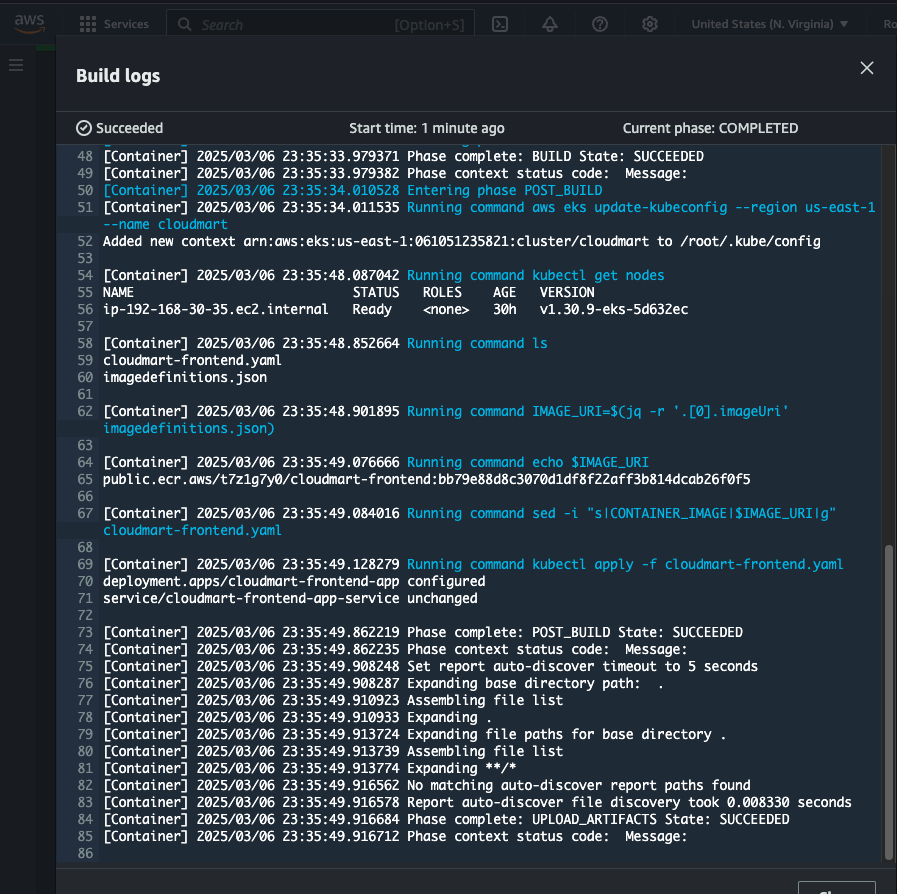 aws
Services
Search
[Option+S]
United States (N. Virginia)
Ro
Build logs
Succeeded
Start time: 1 minute ago
Current phase: COMPLETED
48 [Container] 2025/03/06 23:35:33.979371 Phase complete: BUILD State: SUCCEEDED
49 [Container] 2025/03/06 23:35:33.979382 Phase context status code:  Message:
50 [Container] 2025/03/06 23:35:34.010528 Entering phase POST_BUILD
51 [Container] 2025/03/06 23:35:34.011535 Running command aws eks update-kubeconfig --region us-east-1
--name cloudmart
52 Added new context arn:aws:eks:us-east-1:061051235821:cluster/cloudmart to /root/.kube/config
53
54 [Container] 2025/03/06 23:35:48.087042 Running command kubectl get nodes
55 NAME                            STATUS   ROLES    AGE   VERSION
56 ip-192-168-30-35.ec2.internal   Ready    <none>   30h   v1.30.9-eks-5d632ec
57
58 [Container] 2025/03/06 23:35:48.852664 Running command ls
59 cloudmart-frontend.yaml
60 imagedefinitions.json
61
62 [Container] 2025/03/06 23:35:48.901895 Running command IMAGE_URI=$(jq -r '.[0].imageUri'
imagedefinitions.json)
63
64 [Container] 2025/03/06 23:35:49.076666 Running command echo $IMAGE_URI
65 public.ecr.aws/t7z1g7y0/cloudmart-frontend:bb79e88d8c3070d1df8f22aff3b814dcab26f0f5
66
67 [Container] 2025/03/06 23:35:49.084016 Running command sed -i "s|CONTAINER_IMAGE|$IMAGE_URI|g"
cloudmart-frontend.yaml
68
69 [Container] 2025/03/06 23:35:49.128279 Running command kubectl apply -f cloudmart-frontend.yaml
70 deployment.apps/cloudmart-frontend-app configured
71 service/cloudmart-frontend-app-service unchanged
72
73 [Container] 2025/03/06 23:35:49.862219 Phase complete: POST_BUILD State: SUCCEEDED
74 [Container] 2025/03/06 23:35:49.862235 Phase context status code:  Message:
75 [Container] 2025/03/06 23:35:49.908248 Set report auto-discover timeout to 5 seconds
76 [Container] 2025/03/06 23:35:49.908287 Expanding base directory path:  .
77 [Container] 2025/03/06 23:35:49.910923 Assembling file list
78 [Container] 2025/03/06 23:35:49.910933 Expanding .
79 [Container] 2025/03/06 23:35:49.913724 Expanding file paths for base directory .
80 [Container] 2025/03/06 23:35:49.913739 Assembling file list
81 [Container] 2025/03/06 23:35:49.913774 Expanding **/*
82 [Container] 2025/03/06 23:35:49.916562 No matching auto-discover report paths found
83 [Container] 2025/03/06 23:35:49.916578 Report auto-discover file discovery took 0.008330 seconds
84 [Container] 2025/03/06 23:35:49.916684 Phase complete: UPLOAD_ARTIFACTS State: SUCCEEDED
85 [Container] 2025/03/06 23:35:49.916712 Phase context status code:  Message:
86